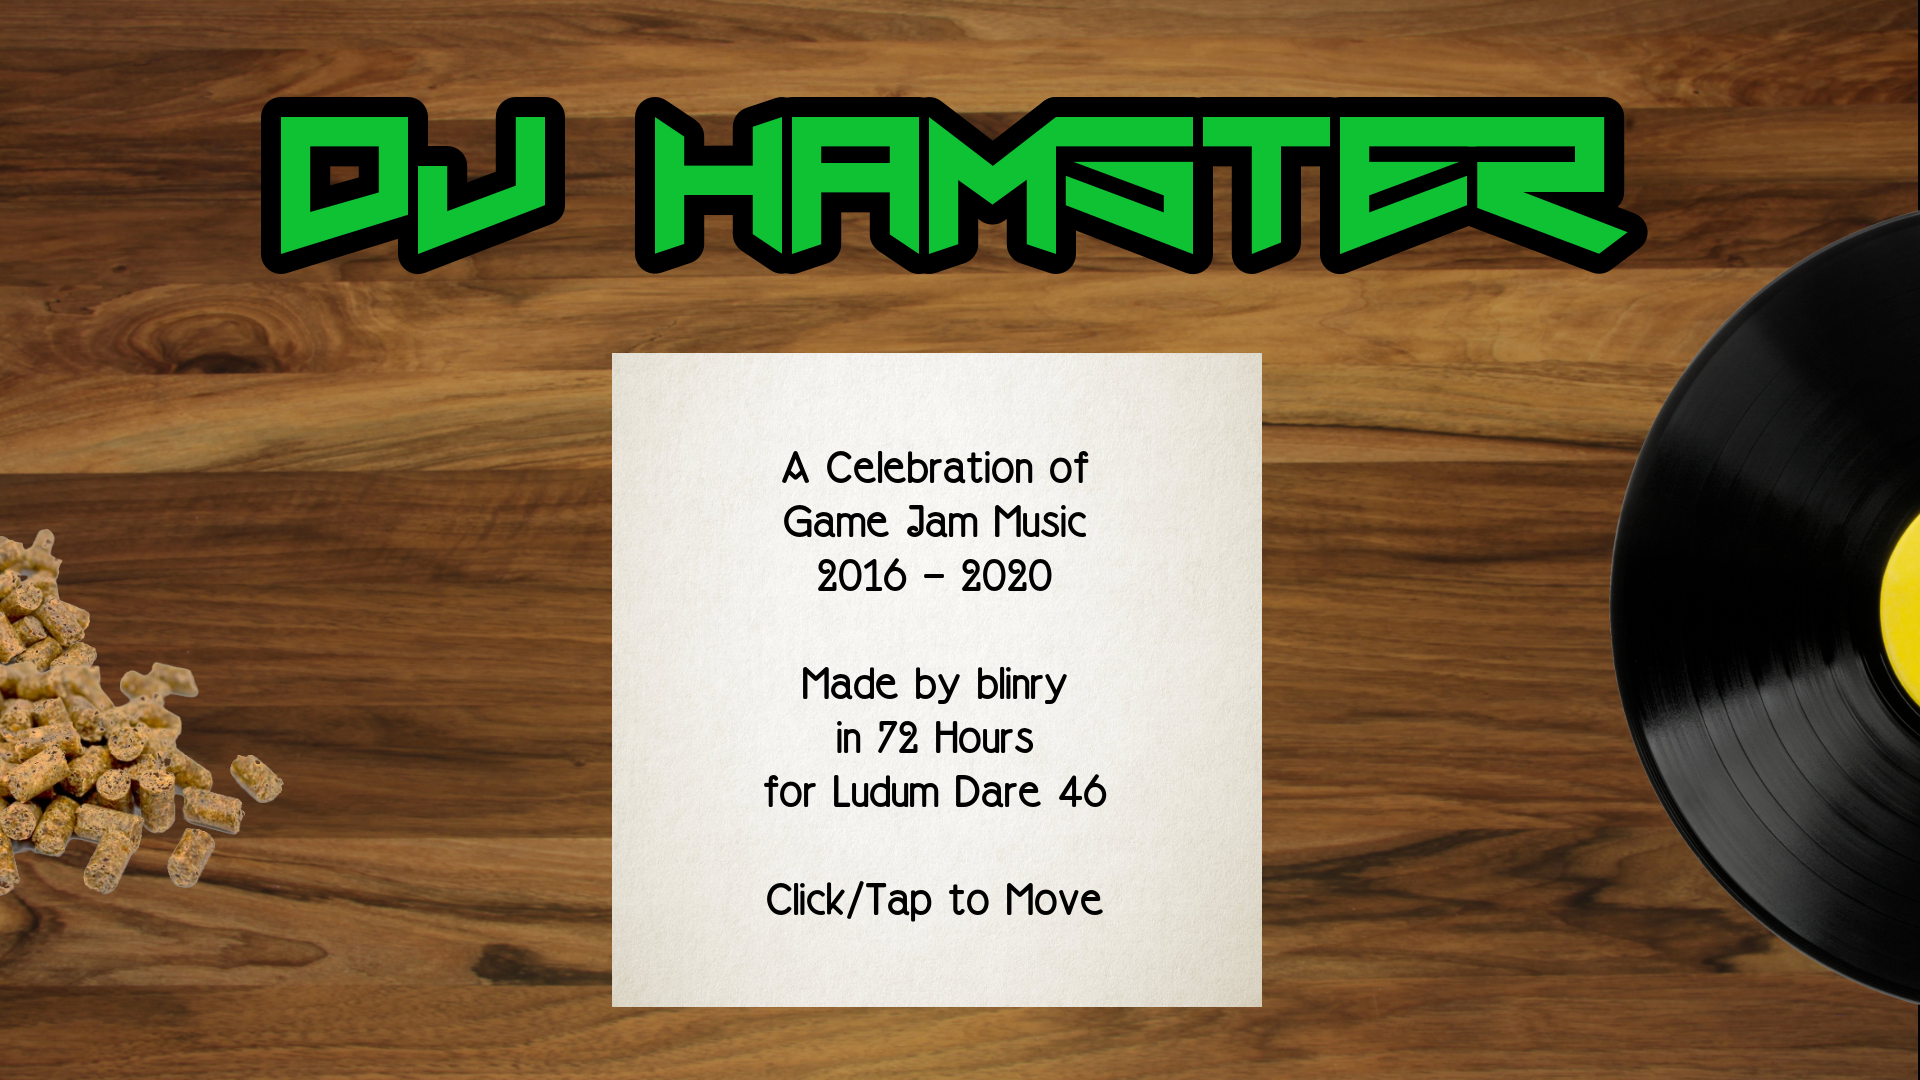 DJ HAMSTER
A Celebration of
Game Jam Music
2016 - 2020
Made by blinry
in 72 Hours
for Ludum Dare 46
Click/Tap to Move